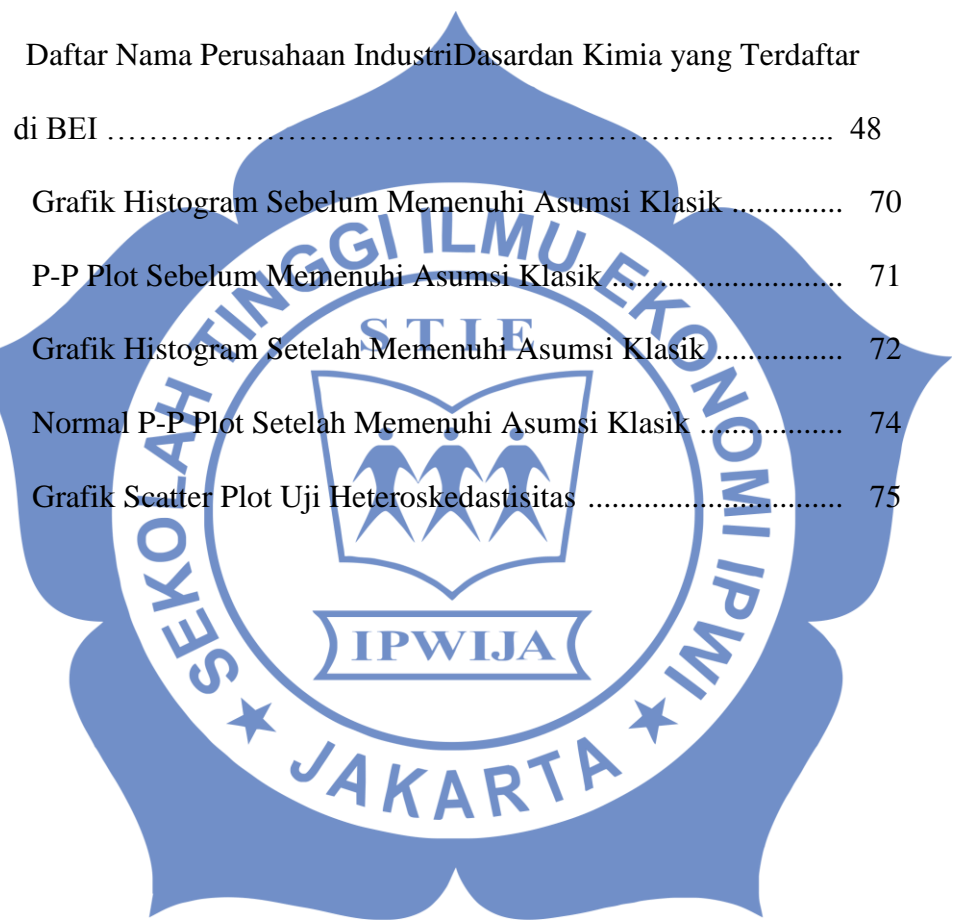 Daftar Nama Perusahaan IndustriDasardan Kimia yang Terdaftar
di BEI ……………………………………………………………... 48
Grafik Histogram Sebelum Memenuhi Asumsi Klasik .............. 70
P-P Plot Sebelum Memenuhi Asumsi Klasik ............................. 71
Grafik Histogram Setelah Memenuhi Asumsi Klasik ................ 72
Normal P-P Plot Setelah Memenuhi Asumsi Klasik .................. 74
Grafik Scatter Plot Uji Heteroskedastisitas ................................ 75
SEKOLAH TINGGI ILMU EKONOMI IPWI
STIE
IPWIJA
JAKARTA